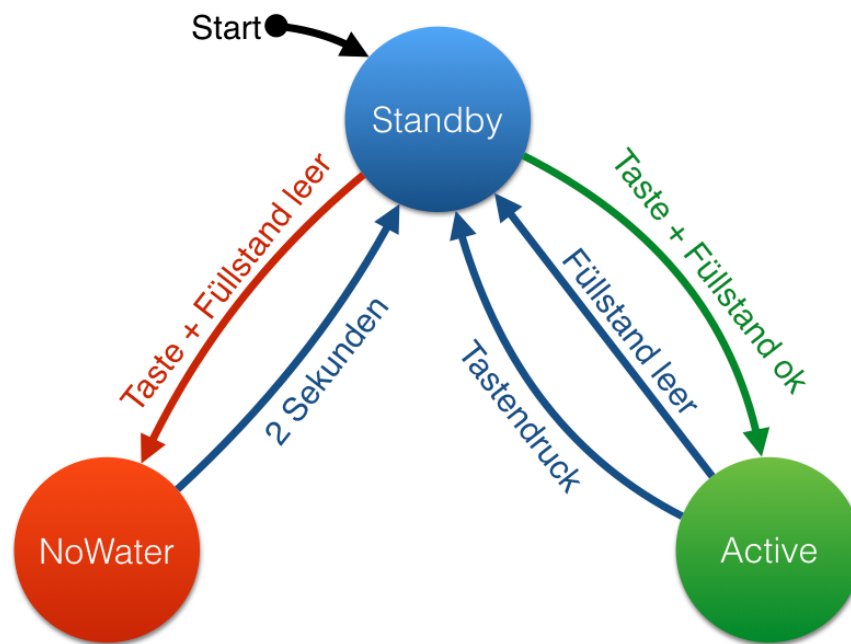 Start
Standby
Taste + Füllstand leer
2 Sekunden
Tastendruck
Füllstand leer
Taste + Füllstand ok
NoWater
Active